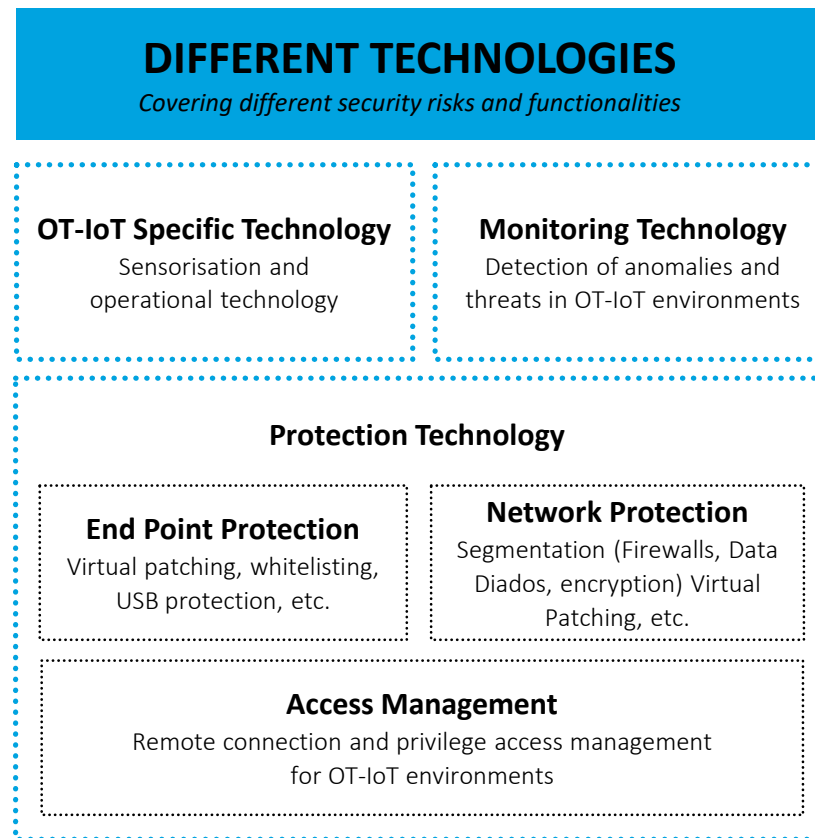 DIFFERENT TECHNOLOGIES
Covering different security risks and functionalities
OT-IoT Specific Technology
Sensorisation and
operational technology
Monitoring Technology
Detection of anomalies and
threats in OT-IoT environments
Protection Technology
End Point Protection
Virtual patching, whitelisting,
USB protection, etc.
Network Protection
Segmentation (Firewalls, Data
Diados, encryption) Virtual
Patching, etc.
Access Management
Remote connection and privilege access management
for OT-IoT environments